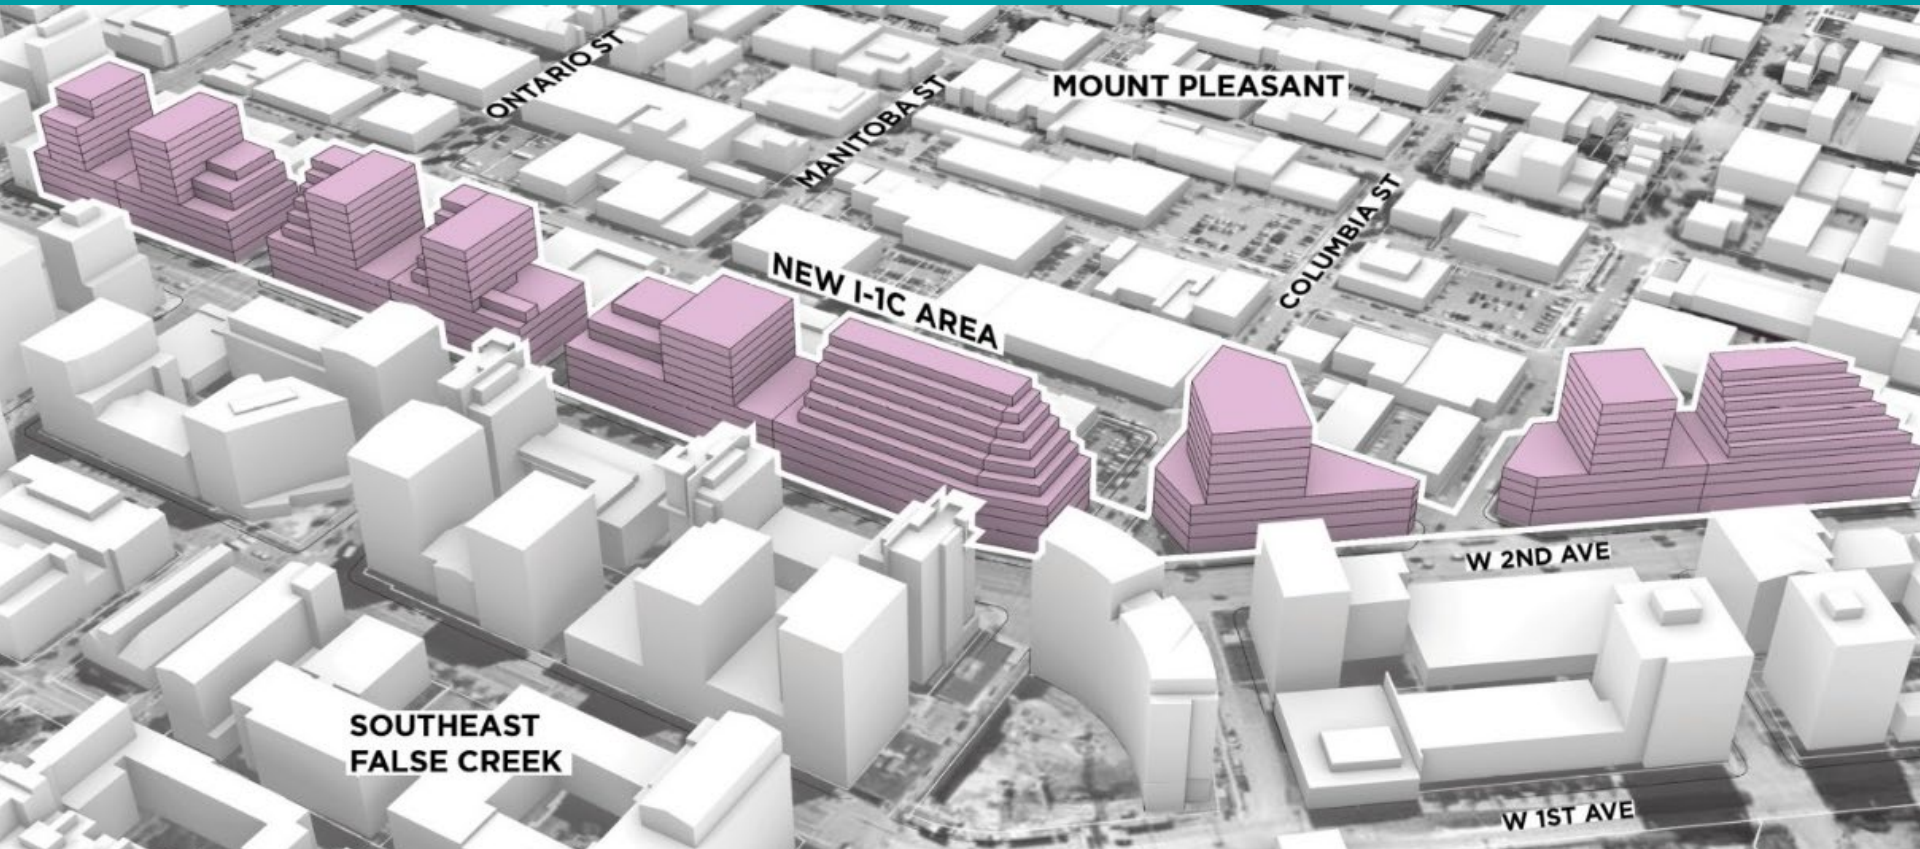 ONTARIO ST
MANITOBA ST
MOUNT PLEASANT
COLUMBIA ST
NEW I-1C AREA
W 2ND AVE
SOUTHEAST
FALSE CREEK
W 1ST AVE